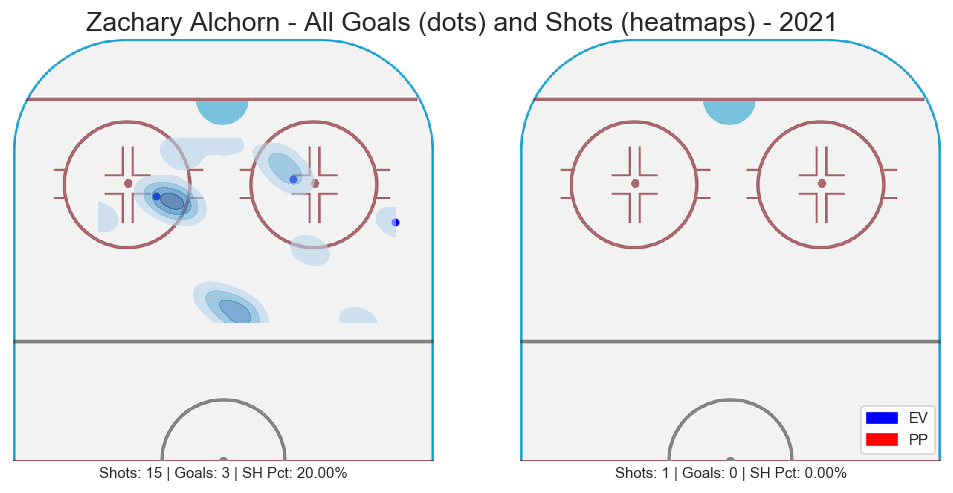 Zachary Alchorn - All Goals (dots) and Shots (heatmaps) - 2021
EV
PP
Shots: 15 | Goals: 3 | SH Pct: 20.00%
Shots: 1 | Goals: 0 | SH Pct: 0.00%